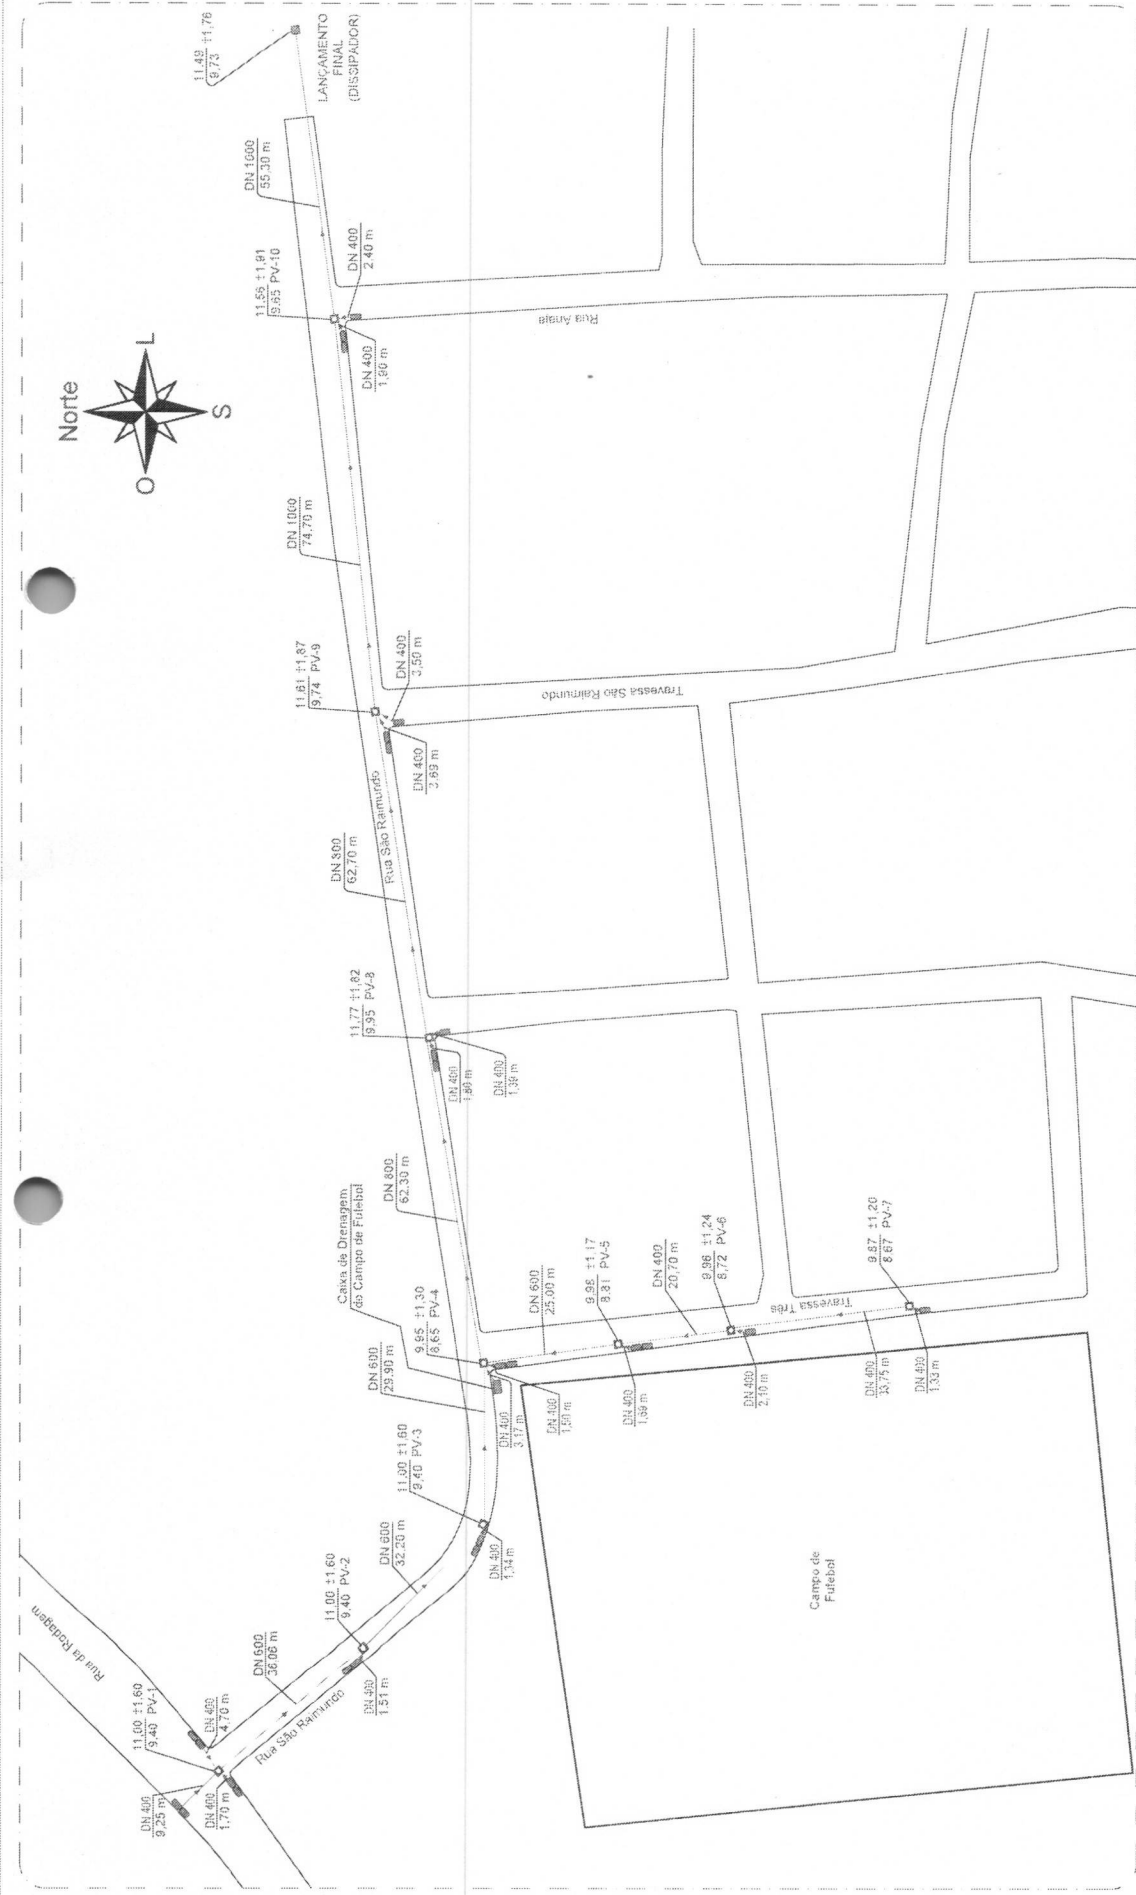 Norte
O
L
S
11,49 ±1,76
9,73
LANÇAMENTO
FINAL
(DISSIPADOR)
DN 1000
55,30 m
11,56 ±1,91
9,65 PV-10
DN 400
2,40 m
DN 400
1,90 m
Rua Anajé
DN 1000
74,70 m
11,61 ±1,87
9,74 PV-9
DN 400
3,50 m
DN 400
3,69 m
Travessa São Raimundo
Rua São Raimundo
DN 800
62,70 m
11,77 ±1,82
9,95 PV-8
DN 400
1,80 m
DN 400
1,39 m
DN 800
62,30 m
Caixa de Drenagem
do Campo de Futebol
9,95 ±1,30
8,65 PV-4
DN 600
29,90 m
DN 600
25,00 m
9,98 ±1,17
8,81 PV-5
DN 400
20,70 m
9,96 ±1,24
8,72 PV-6
9,87 ±1,20
8,67 PV-7
Travessa Três
DN 400
3,17 m
DN 400
DN 400
1,69 m
DN 400
2,10 m
DN 400
33,75 m
DN 400
1,33 m
11,00 ±1,60
9,40 PV-3
DN 400
1,34 m
DN 600
32,20 m
11,00 ±1,60
9,40 PV-2
DN 400
1,51 m
DN 600
36,06 m
Rua São Raimundo
Rua da Rodagem
11,00 ±1,60
9,40 PV-1
DN 400
4,70 m
DN 400
9,25 m
DN 400
1,70 m
Campo de
Futebol